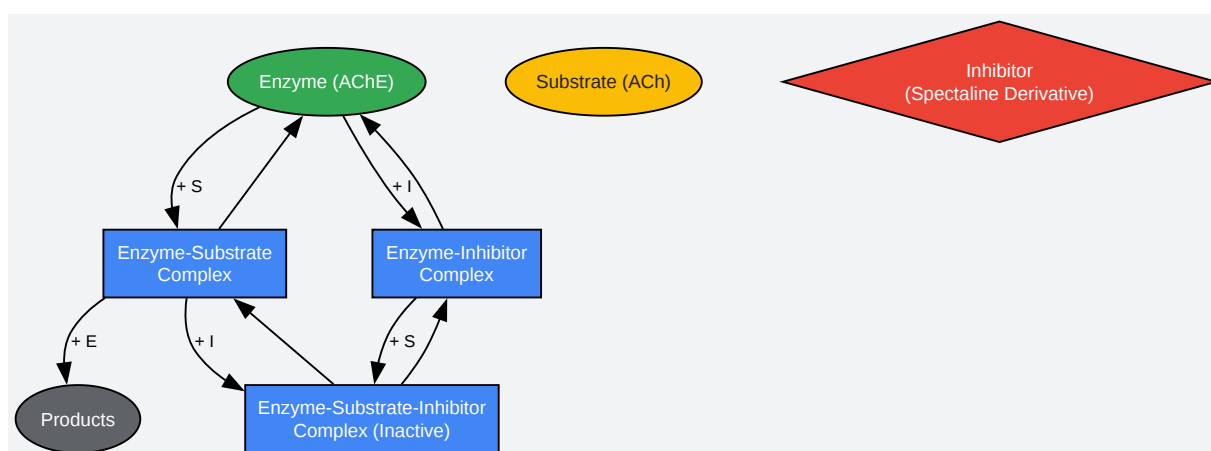 Enzyme (AChE)
Substrate (ACh)
Inhibitor
(Spectaline Derivative)
+ S
+ I
Enzyme-Substrate
Complex
Enzyme-Inhibitor
Complex
+ E
+ I
+ S
Products
Enzyme-Substrate-Inhibitor
Complex (Inactive)